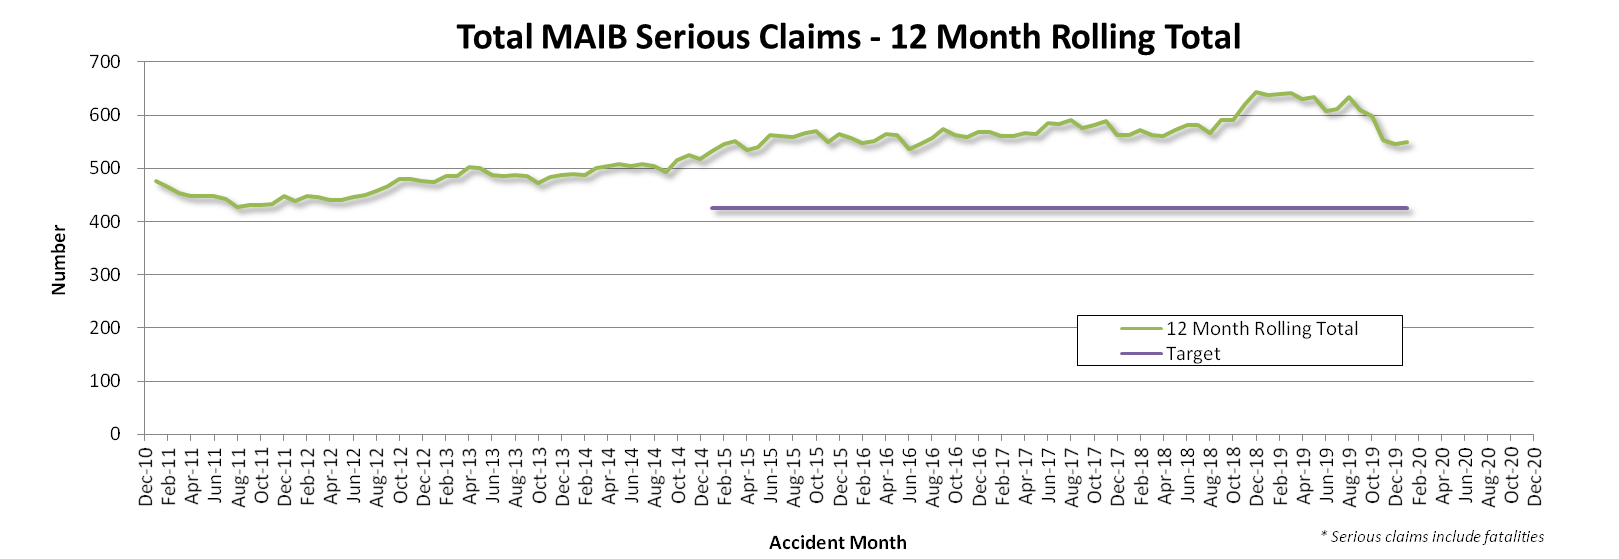 Total MAIB Serious Claims - 12 Month Rolling Total
700
600
500
400
300
200
100
0
Number
12 Month Rolling Total
Target
Dec-10
Feb-11
Apr-11
Jun-11
Aug-11
Oct-11
Dec-11
Feb-12
Apr-12
Jun-12
Aug-12
Oct-12
Dec-12
Feb-13
Apr-13
Jun-13
Aug-13
Oct-13
Dec-13
Feb-14
Apr-14
Jun-14
Aug-14
Oct-14
Dec-14
Feb-15
Apr-15
Jun-15
Aug-15
Oct-15
Dec-15
Feb-16
Apr-16
Jun-16
Aug-16
Oct-16
Dec-16
Feb-17
Apr-17
Jun-17
Aug-17
Oct-17
Dec-17
Feb-18
Apr-18
Jun-18
Aug-18
Oct-18
Dec-18
Feb-19
Apr-19
Jun-19
Aug-19
Oct-19
Dec-19
Feb-20
Apr-20
Jun-20
Aug-20
Oct-20
Dec-20
Accident Month
* Serious claims include fatalities